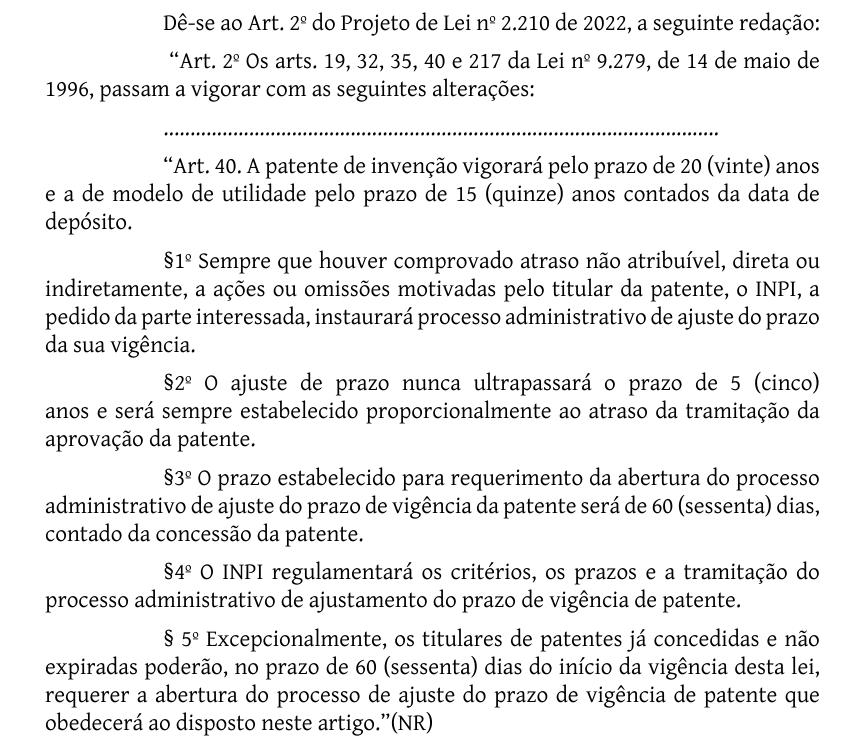 Dê-se ao Art. 2º do Projeto de Lei nº 2.210 de 2022, a seguinte redação:
“Art. 2º Os arts. 19, 32, 35, 40 e 217 da Lei nº 9.279, de 14 de maio de
1996, passam a vigorar com as seguintes alterações:
..........................................................................................................
“Art. 40. A patente de invenção vigorará pelo prazo de 20 (vinte) anos
e a de modelo de utilidade pelo prazo de 15 (quinze) anos contados da data de
depósito.
§1º Sempre que houver comprovado atraso não atribuível, direta ou
indiretamente, a ações ou omissões motivadas pelo titular da patente, o INPI, a
pedido da parte interessada, instaurará processo administrativo de ajuste do prazo
da sua vigência.
§2º O ajuste de prazo nunca ultrapassará o prazo de 5 (cinco)
anos e será sempre estabelecido proporcionalmente ao atraso da tramitação da
aprovação da patente.
§3º O prazo estabelecido para requerimento da abertura do processo
administrativo de ajuste do prazo de vigência da patente será de 60 (sessenta) dias,
contado da concessão da patente.
§4º O INPI regulamentará os critérios, os prazos e a tramitação do
processo administrativo de ajustamento do prazo de vigência de patente.
§ 5º Excepcionalmente, os titulares de patentes já concedidas e não
expiradas poderão, no prazo de 60 (sessenta) dias do início da vigência desta lei,
requerer a abertura do processo de ajuste do prazo de vigência de patente que
obedecerá ao disposto neste artigo.”(NR)